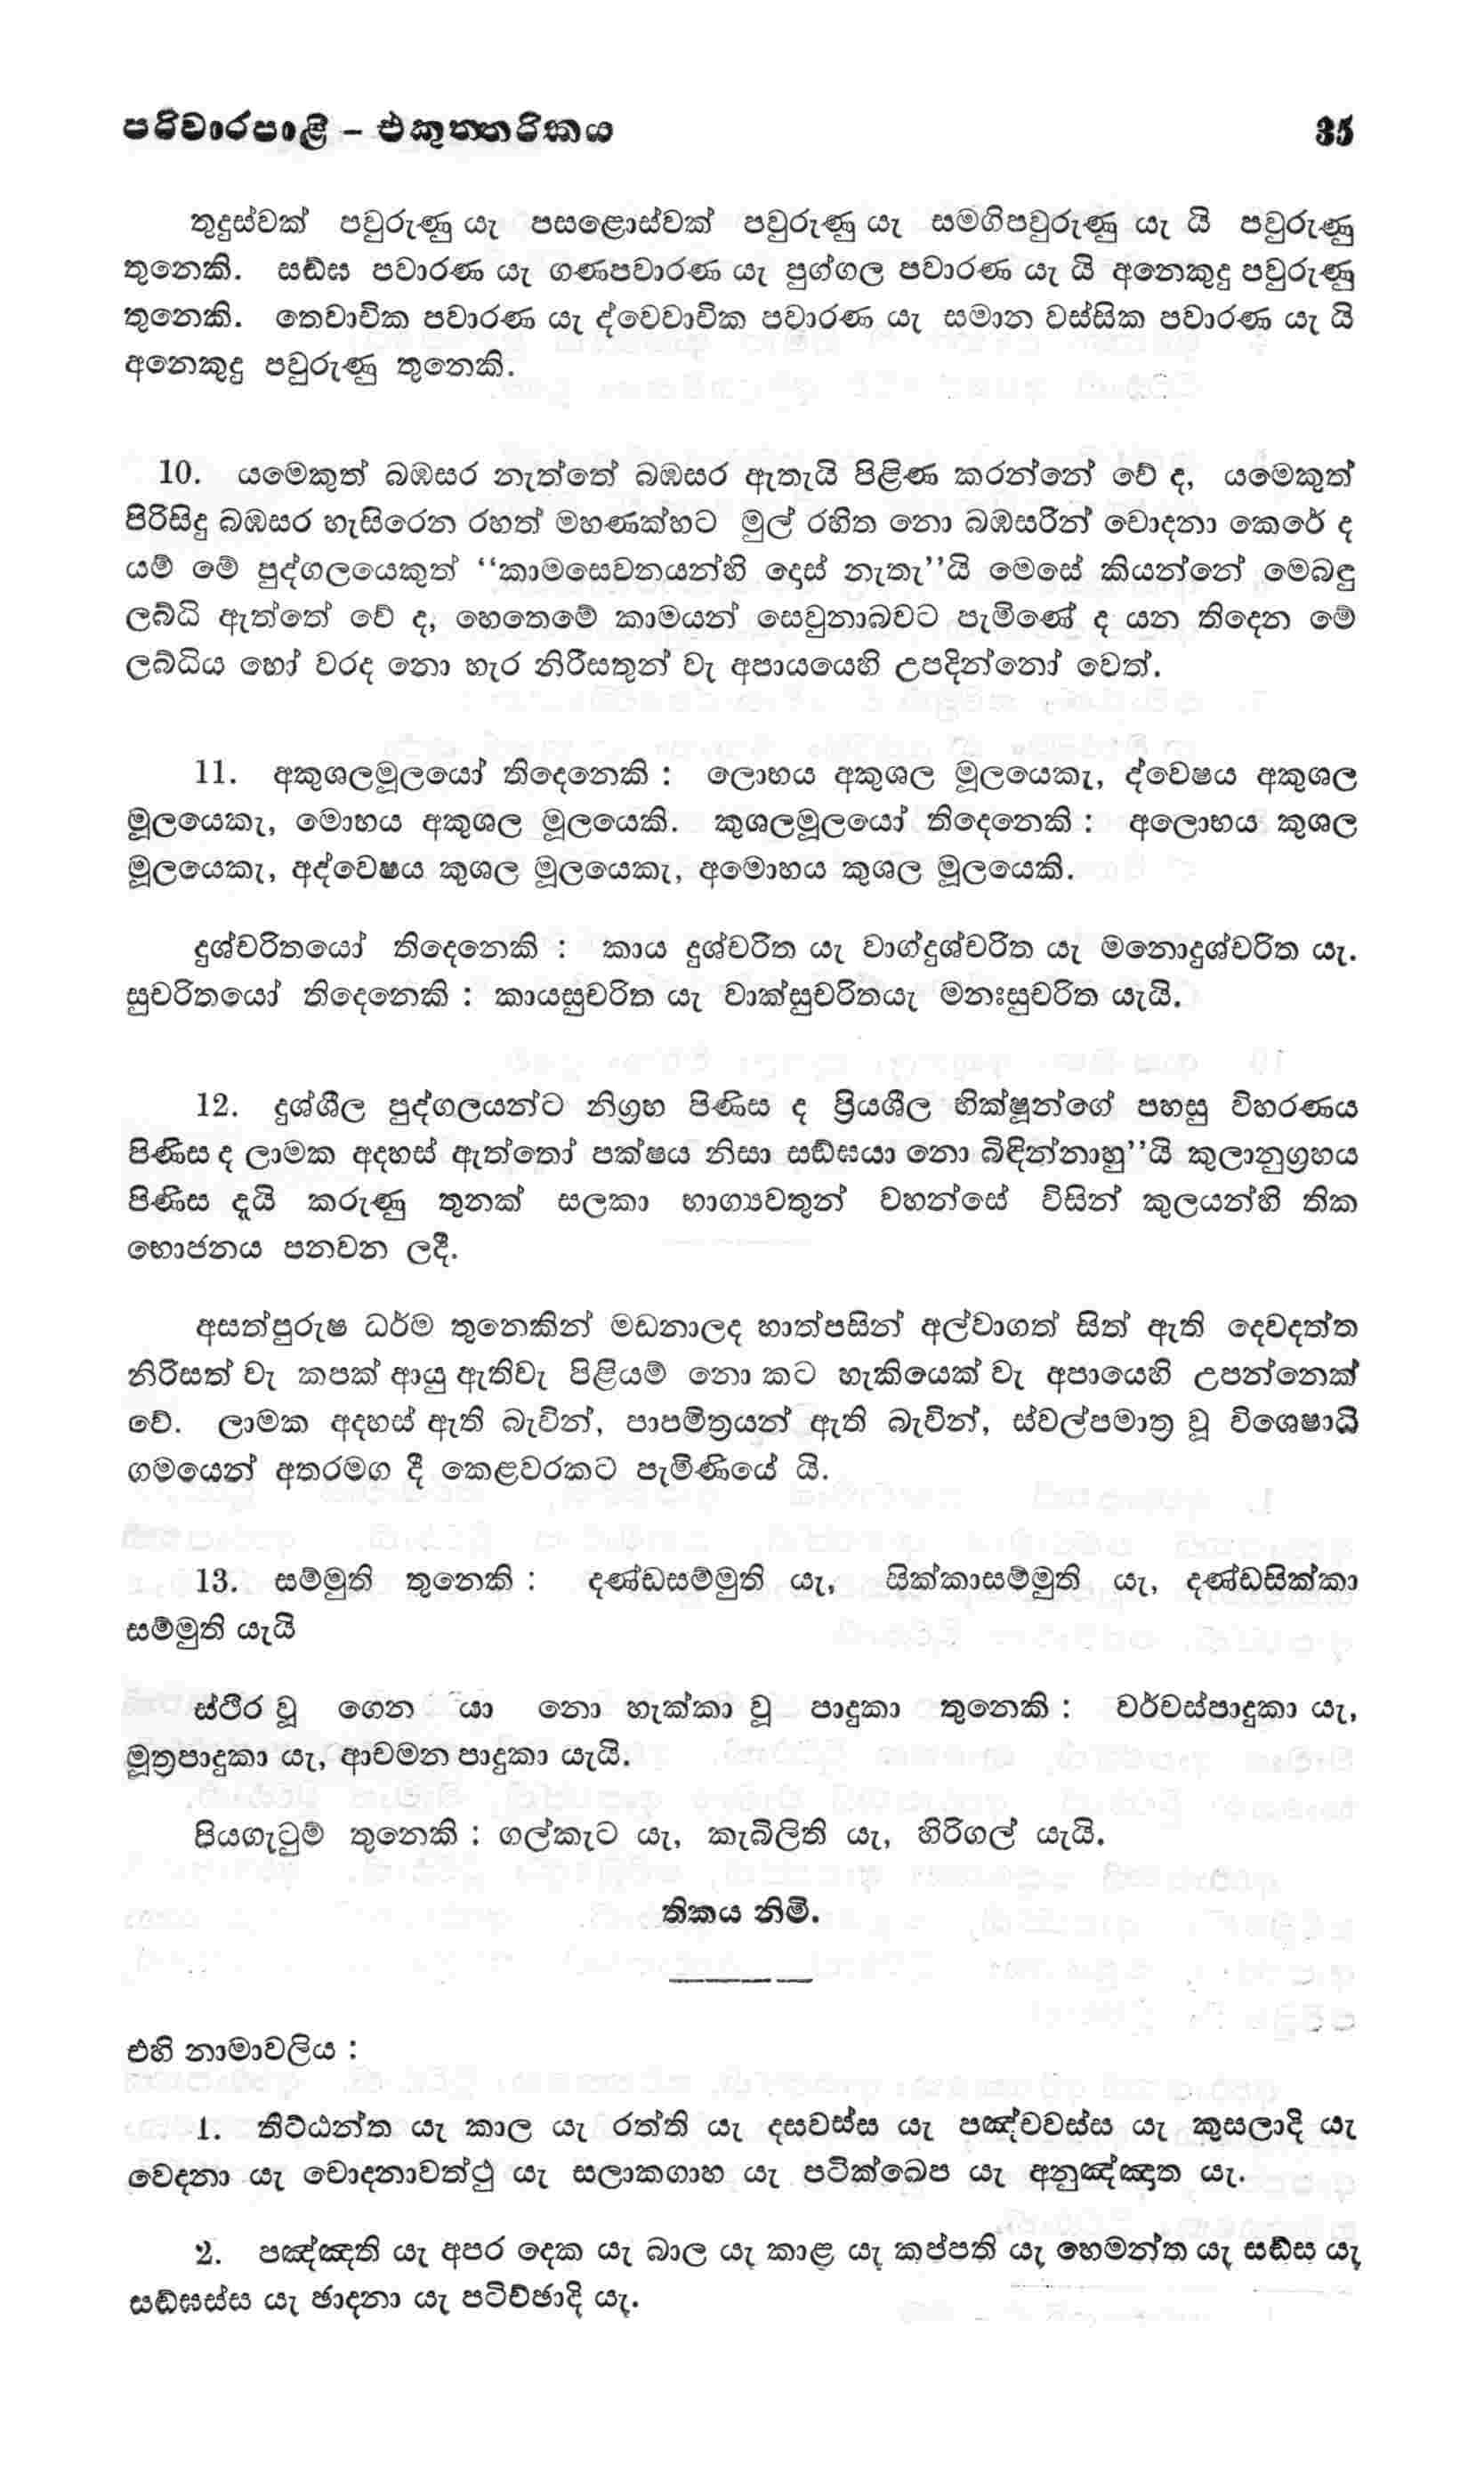 පරිවාරපාළි – එකුත්තරිකය 35
තුදුස්වක් පවුරුණු යැ පසළොස්වක් පවුරුණු යැ සමගිපවුරුණු යැ යි පවුරුණු
තුනෙකි. සඞ්ඝ පවාරණ යැ ගණපවාරණ යැ පුග්ගල පවාරණ යැ යි අනෙකුදු පවුරුණු
තුනෙකි. තෙවාචික පවාරණ යැ ද්වෙවාචික පවාරණ යැ සමාන වස්සික පවාරණ යැ යි
අනෙකුදු පවුරුණු තුනෙකි.
10. යමෙකුත් බඹසර නැත්තේ බඹසර ඇතැයි පිළිණ කරන්නේ වේ ද, යමෙකුත්
පිරිසිදු බඹසර හැසිරෙන රහත් මහණක්හට මුල් රහිත නො බඹසරින් චොදනා කෙරේ ද
යම් මේ පුද්ගලයෙකුත් ‘‘කාමසෙවනයන්හි දොස් නැතැ’’යි මෙසේ කියන්නේ මෙබඳු
ලබ්ධි ඇත්තේ වේ ද, හෙතෙමේ කාමයන් සෙවුනාබවට පැමිණේ ද යන තිදෙන මේ
ලබ්ධිය හෝ වරද නො හැර නිරිසතුන් වැ අපායයෙහි උපදින්නෝ වෙත්.
11. අකුශලමූලයෝ තිදෙනෙකි : ලොභය අකුශල මූලයෙකැ, ද්වෙෂය අකුශල
මූලයෙකැ, මොහය අකුශල මූලයෙකි. කුශලමූලයෝ තිදෙනෙකි : අලොභය කුශල
මූලයෙකැ, අද්වෙෂය කුශල මූලයෙකැ, අමොහය කුශල මූලයෙකි.
දුශ්චරිතයෝ තිදෙනෙකි : කාය දුශ්චරිත යැ වාග්දුශ්චරිත යැ මනොදුශ්චරිත යැ.
සුචරිතයෝ තිදෙනෙකි : කායසුචරිත යැ වාක්සුචරිතයැ මනඃසුචරිත යැයි.
12. දුශ්ශීල පුද්ගලයන්ට නිග්‍රහ පිණිස ද ප්‍රියශීල භික්ෂූන්ගේ පහසු විහරණය
පිණිස ද ලාමක අදහස් ඇත්තෝ පක්ෂය නිසා සඞ්ඝයා නො බිඳින්නාහු’’යි කුලානුග්‍රහය
පිණිස දැයි කරුණු තුනක් සලකා භාග්‍යවතුන් වහන්සේ විසින් කුලයන්හි තික
භොජනය පනවන ලදී.
අසත්පුරුෂ ධර්ම තුනෙකින් මඩනාලද හාත්පසින් අල්වාගත් සිත් ඇති දෙවදත්ත
නිරිසත් වැ කපක් ආයු ඇතිවැ පිළියම් නො කට හැකියෙක් වැ අපායෙහි උපන්නෙක්
වේ. ලාමක අදහස් ඇති බැවින්, පාපමිත්‍රයන් ඇති බැවින්, ස්වල්පමාත්‍ර වූ විශෙෂාධි
ගමයෙන් අතරමග දී කෙළවරකට පැමිණියේ යි.
13. සම්මුති තුනෙකි : දණ්ඩසම්මුති යැ, සික්කාසම්මුති යැ, දණ්ඩසික්කා
සම්මුති යැයි
ස්ථිර වූ ගෙන යා නො හැක්කා වූ පාදුකා තුනෙකි : වර්චස්පාදුකා යැ,
මූත්‍රපාදුකා යැ, ආචමන පාදුකා යැයි.
පියගැටුම් තුනෙකි : ගල්කැට යැ, කැබිලිති යැ, හිරිගල් යැයි.
තිකය නිමි.
එහි නාමාවලිය :
1. තිට්ඨන්ත යැ කාල යැ රත්ති යැ දසවස්ස යැ පඤ්චවස්ස යැ කුසලාදි යැ
වෙදනා යැ චොදනාවත්ථු යැ සලාකගාහ යැ පටික්ඛෙප යැ අනුඤ්ඤාත යැ.
2. පඤ්ඤති යැ අපර දෙක යැ බාල යැ කාළ යැ කප්පති යැ හෙමන්ත යැ සඞ්ඝ යැ
සඞ්ඝස්ස යැ ඡාදනා යැ පටිච්ඡාදි යැ.